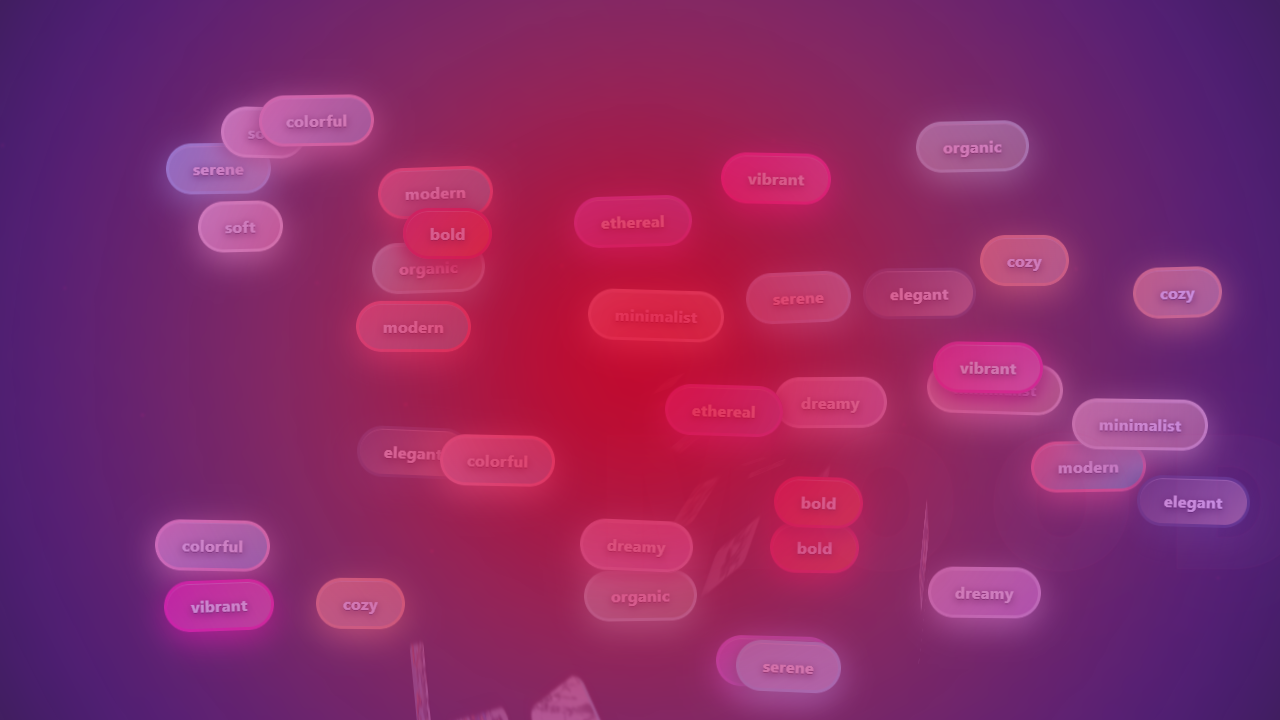 colorful
serene
soft
modern
bold
organic
modern
ethereal
vibrant
organic
cozy
cozy
serene
elegant
minimalist
vibrant
ethereal
dreamy
minimalist
modern
elegant
elegant
colorful
bold
bold
colorful
dreamy
organic
vibrant
cozy
dreamy
serene